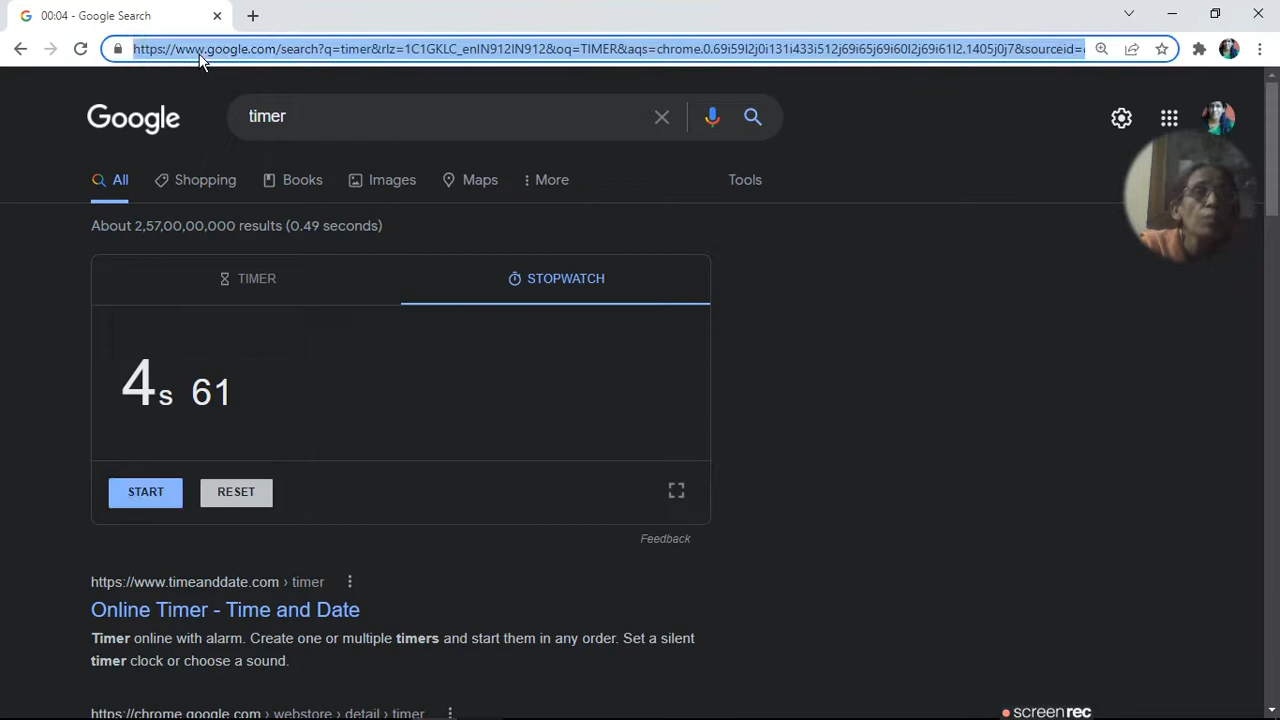 00:04 - Google Search
https://www.google.com/search?q=timer&rlz=1C1GKLC_enIN912IN912&oq=TIMER&aqs=chrome.0.69i59l2j0i131i433i512j69i65j69i60l2j69i61l2.1405j0j7&sourceid=
Google
timer
All
Shopping
Books
Images
Maps
More
Tools
About 2,57,00,00,000 results (0.49 seconds)
TIMER
STOPWATCH
4s 61
START
RESET
Feedback
https://www.timeanddate.com › timer
Online Timer - Time and Date
Timer online with alarm. Create one or multiple timers and start them in any order. Set a silent
timer clock or choose a sound.
https://chrome.google.com › webstore › detail › timer
screenrec